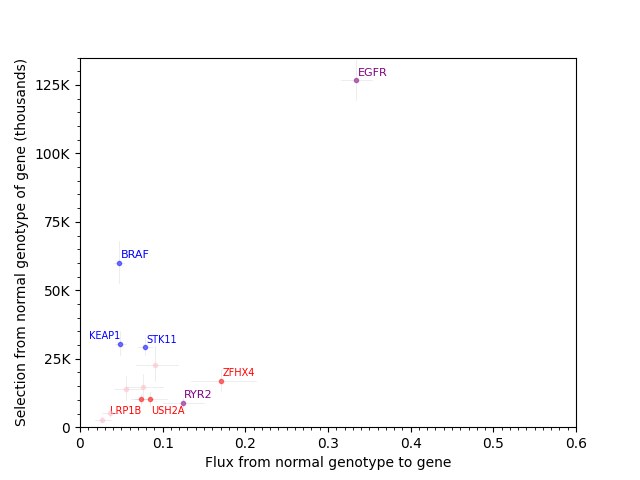 Selection from normal genotype of gene (thousands)
125K
100K
75K
50K
25K
0
EGFR
BRAF
KEAP1
STK11
ZFHX4
RYR2
LRP1B
USH2A
0
0.1
0.2
0.3
0.4
0.5
0.6
Flux from normal genotype to gene